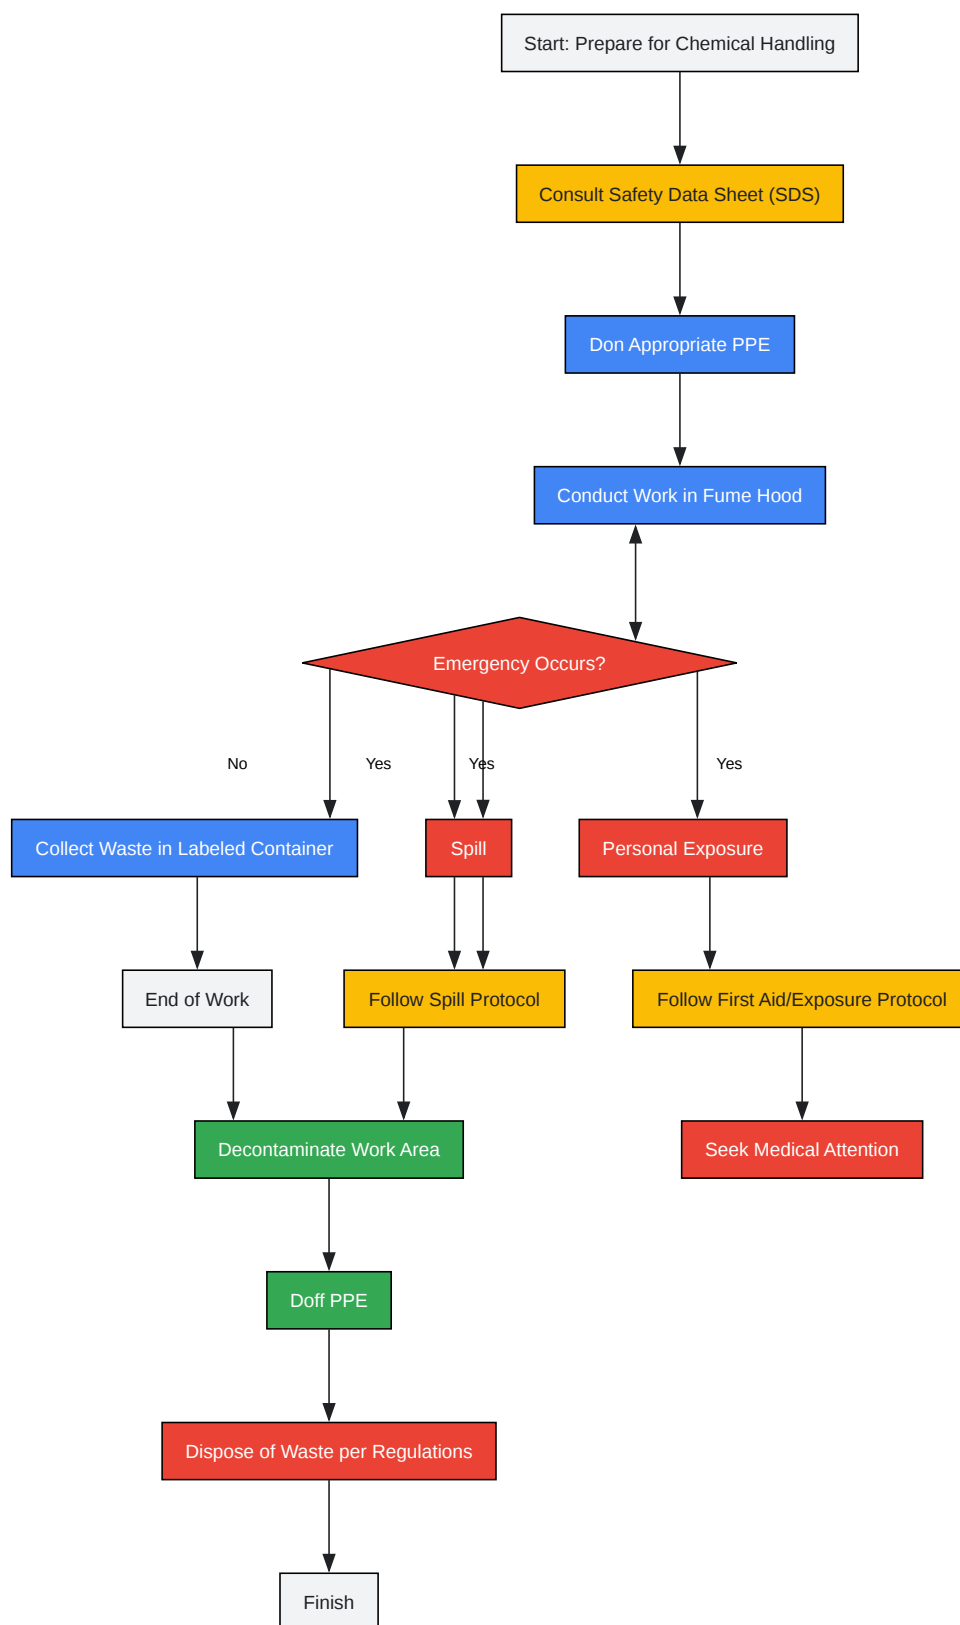 Start: Prepare for Chemical Handling
Consult Safety Data Sheet (SDS)
Don Appropriate PPE
Conduct Work in Fume Hood
Emergency Occurs?
No
Yes
Yes
Yes
Collect Waste in Labeled Container
Spill
Personal Exposure
End of Work
Follow Spill Protocol
Follow First Aid/Exposure Protocol
Decontaminate Work Area
Seek Medical Attention
Doff PPE
Dispose of Waste per Regulations
Finish